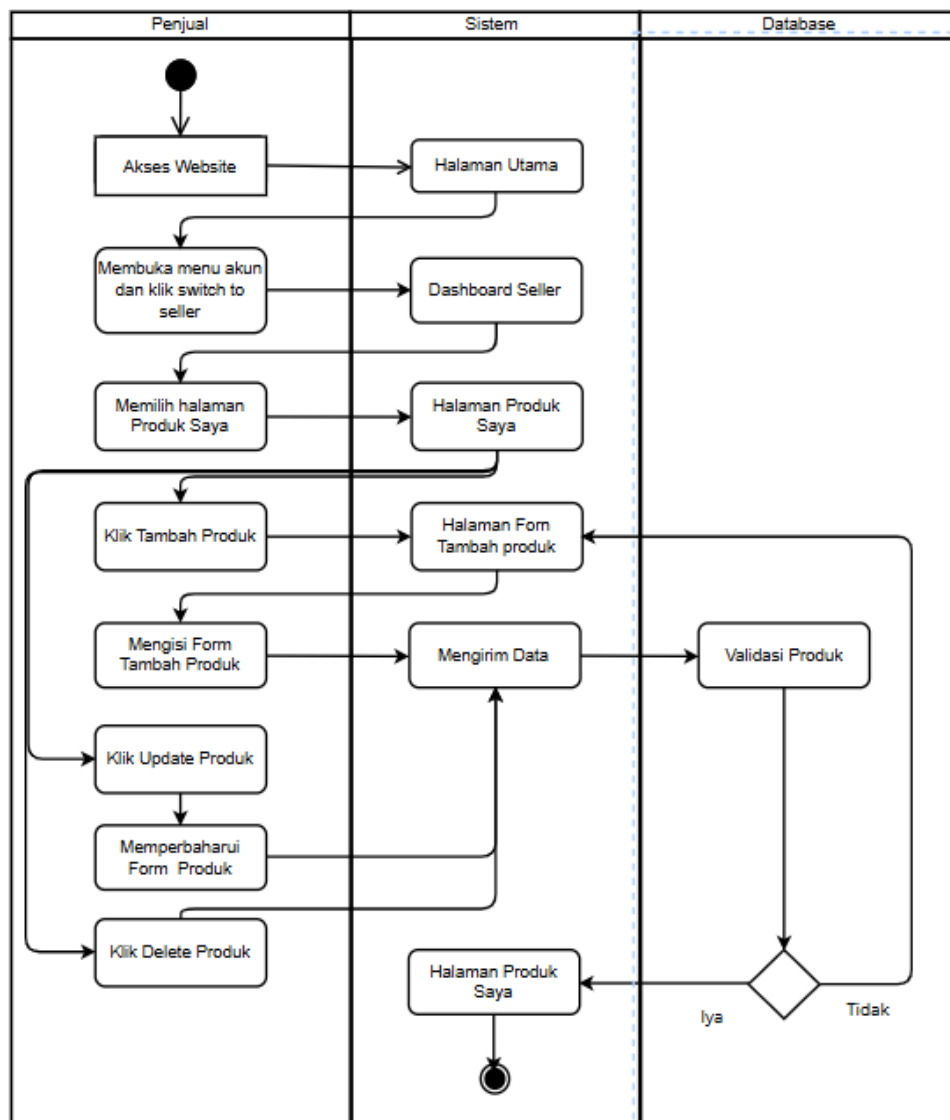 Penjual
Sistem
Database
Akses Website
Halaman Utama
Membuka menu akun
dan klik switch to
seller
Dashboard Seller
Memilih halaman
Produk Saya
Halaman Produk
Saya
Klik Tambah Produk
Halaman Forn
Tambah produk
Mengisi Form
Tambah Produk
Mengirim Data
Validasi Produk
Klik Update Produk
Memperbaharui
Form Produk
Klik Delete Produk
Halaman Produk
Saya
Iya
Tidak